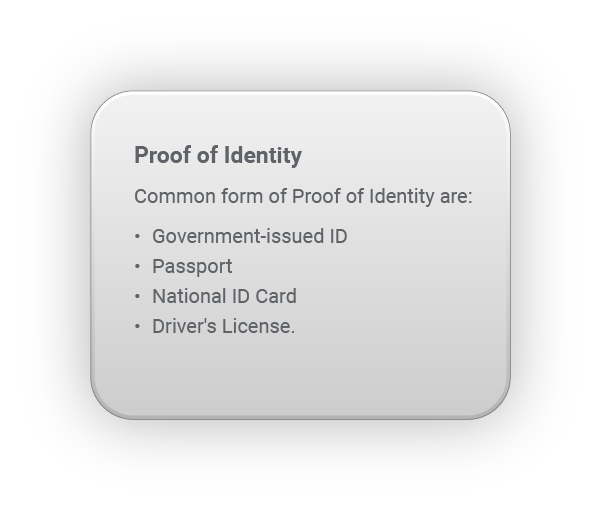 Proof of Identity
Common form of Proof of Identity are:
• Government-issued ID
• Passport
• National ID Card
• Driver's License.